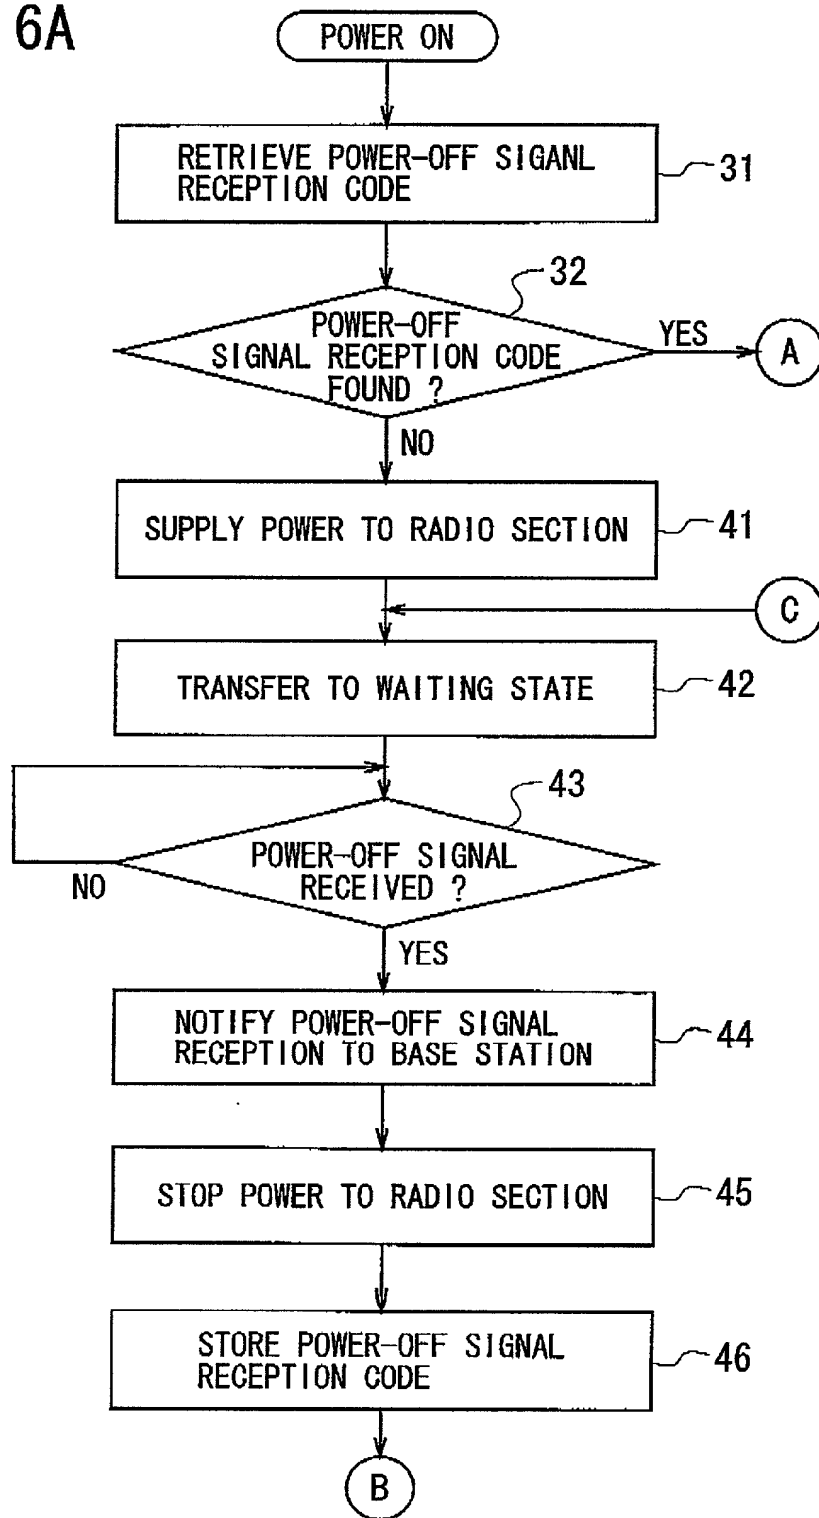 6A
POWER ON
RETRIEVE POWER-OFF SIGANL
RECEPTION CODE
31
32
POWER-OFF
SIGNAL RECEPTION CODE
FOUND ?
YES
A
NO
SUPPLY POWER TO RADIO SECTION
41
C
TRANSFER TO WAITING STATE
42
43
POWER-OFF SIGNAL
RECEIVED ?
NO
YES
NOTIFY POWER-OFF SIGNAL
RECEPTION TO BASE STATION
44
STOP POWER TO RADIO SECTION
45
STORE POWER-OFF SIGNAL
RECEPTION CODE
46
B